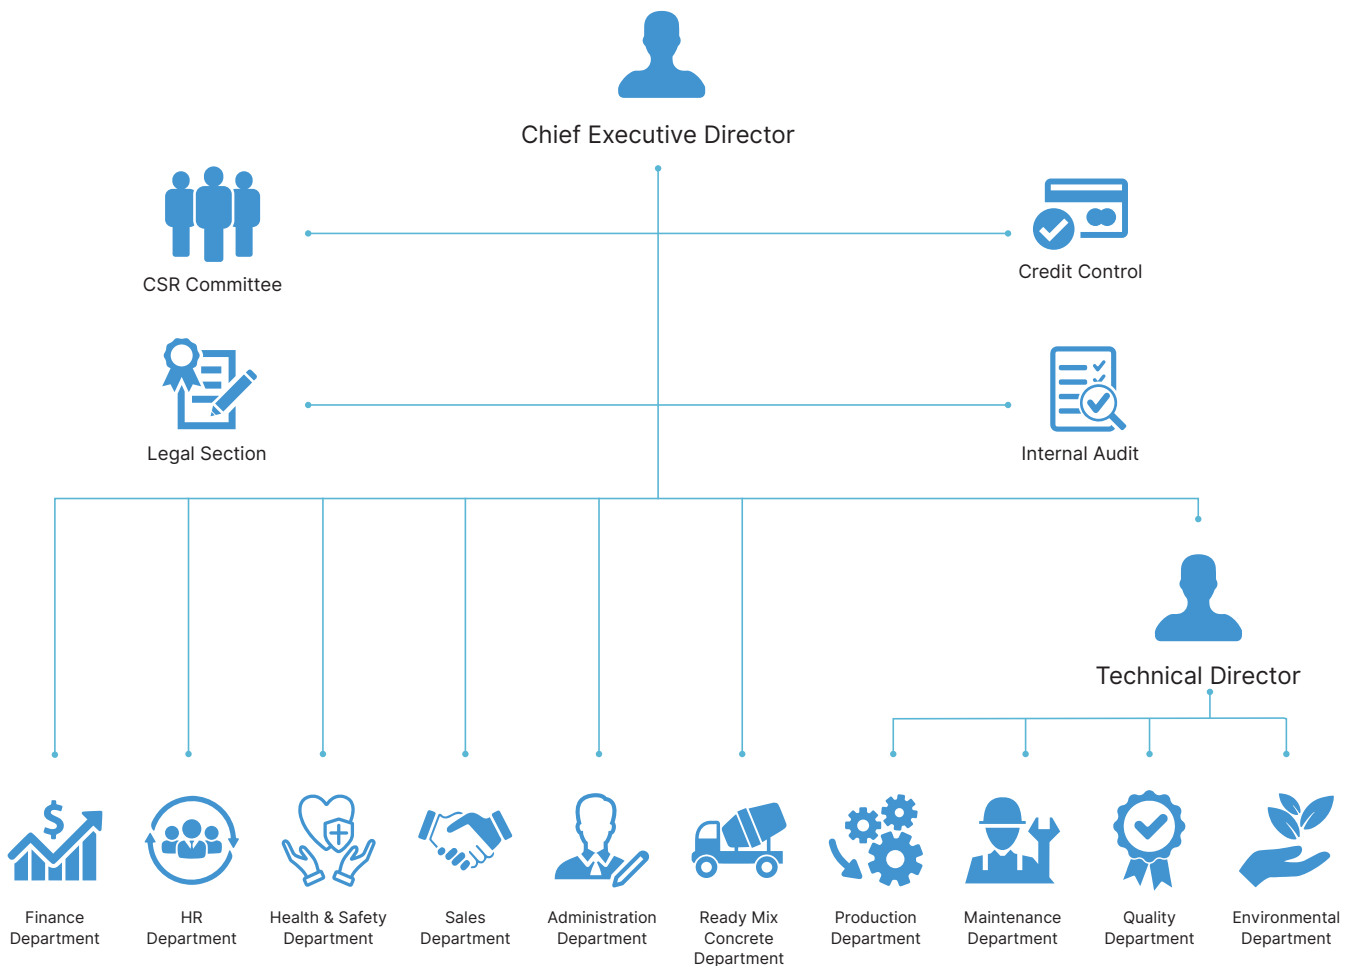 Chief Executive Director
CSR Committee
Credit Control
Legal Section
Internal Audit
Technical Director
Finance
Department
HR
Department
Health & Safety
Department
Sales
Department
Administration
Department
Ready Mix
Concrete
Department
Production
Department
Maintenance
Department
Quality
Department
Environmental
Department